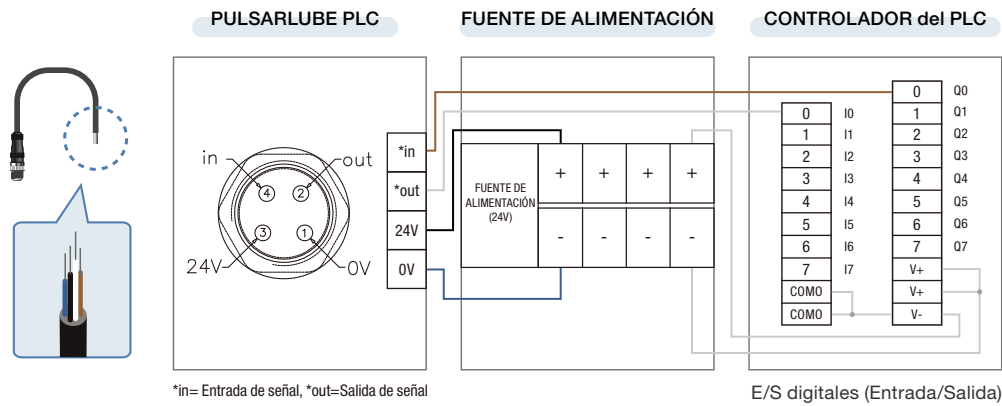 PULSARLUBE PLC
FUENTE DE ALIMENTACIÓN
CONTROLADOR del PLC
in
out
4
2
3
1
24V
0V
*in
*out
24V
0V
FUENTE DE
ALIMENTACIÓN
(24V)
+ + + +
- - - -
0 I0
1 I1
2 I2
3 I3
4 I4
5 I5
6 I6
7 I7
COMO
COMO
0 Q0
1 Q1
2 Q2
3 Q3
4 Q4
5 Q5
6 Q6
7 Q7
V+
V+
V-
*in= Entrada de señal, *out=Salida de señal
E/S digitales (Entrada/Salida)